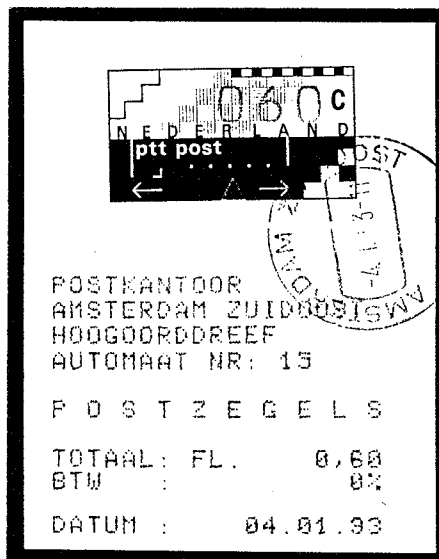 060 C
NEDERLAND
ptt post
POSTKANTOOR
AMSTERDAM ZUIDOOST
HOOGOORDDREEF
AUTOMAAT NR: 15
POSTZEGELS
TOTAAL: FL. 0,60
BTW : 0%
DATUM : 04.01.93